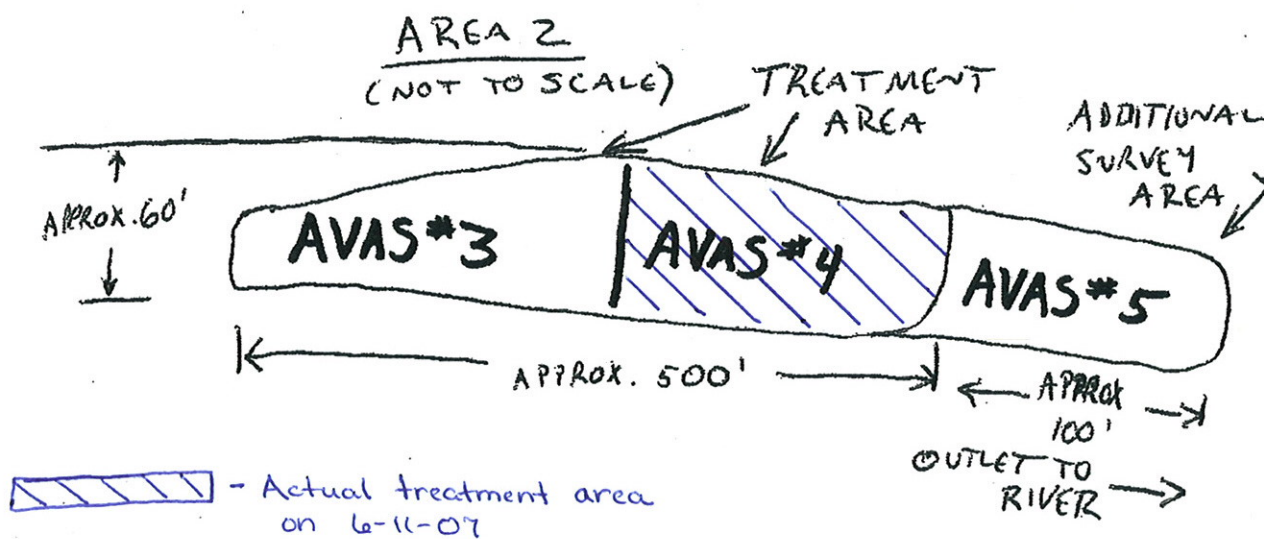 AREA 2
(NOT TO SCALE)
TREATMENT
AREA
ADDITIONAL
SURVEY
AREA
APPROX. 60'
AVAS #3
AVAS #4
AVAS #5
APPROX. 500'
APPROX
100'
OUTLET TO
RIVER
- Actual treatment area
on 6-11-07